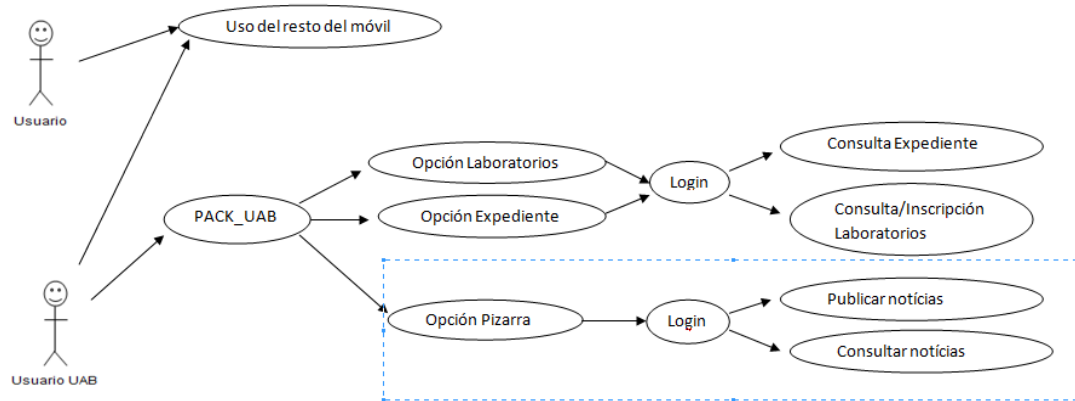 Uso del resto del móvil
Usuario
Opción Laboratorios
Consulta Expediente
Login
PACK_UAB
Opción Expediente
Consulta/Inscripción
Laboratorios
Opción Pizarra
Login
Publicar notícias
Consultar notícias
Usuario UAB